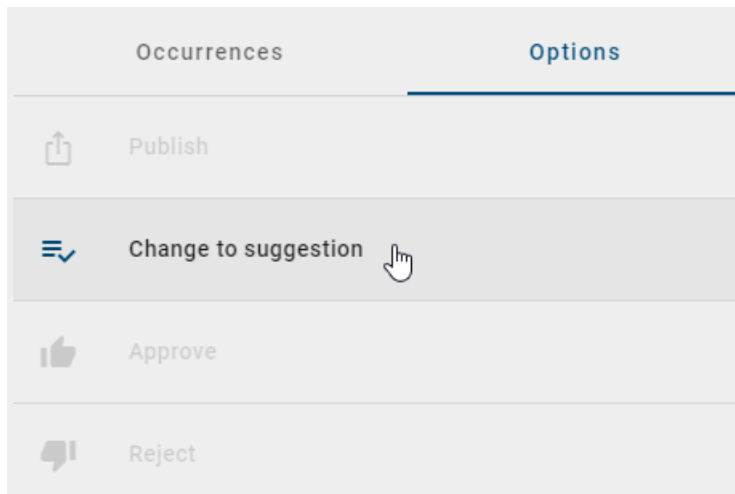 Occurrences Options
Publish
Change to suggestion
Approve
Reject